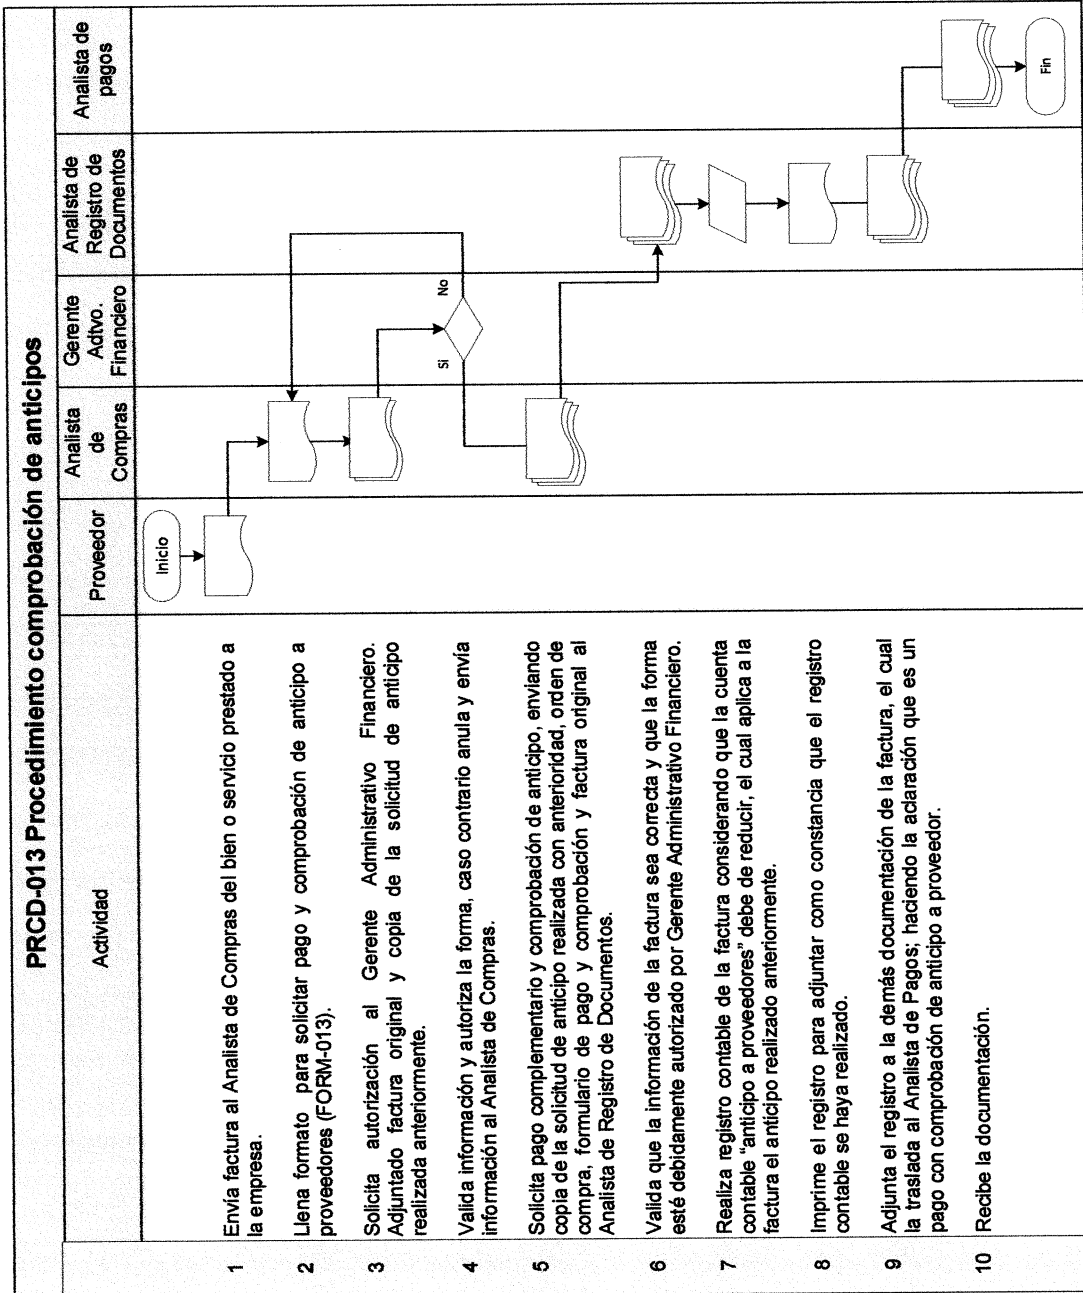 PRCD-013 Procedimiento comprobación de anticipos
Actividad
Proveedor
Analista
de
Compras
Gerente
Adtvo.
Financiero
Analista de
Registro de
Documentos
Analista de
pagos
Inicio
1
Envía factura al Analista de Compras del bien o servicio prestado a
la empresa.
2
Llena formato para solicitar pago y comprobación de anticipo a
proveedores (FORM-013).
3
Solicita autorización al Gerente Administrativo Financiero.
Adjuntado factura original y copia de la solicitud de anticipo
realizada anteriormente.
4
Valida información y autoriza la forma, caso contrario anula y envía
información al Analista de Compras.
Si
No
5
Solicita pago complementario y comprobación de anticipo, enviando
copia de la solicitud de anticipo realizada con anterioridad, orden de
compra, formulario de pago y comprobación y factura original al
Analista de Registro de Documentos.
6
Valida que la información de la factura sea correcta y que la forma
esté debidamente autorizado por Gerente Administrativo Financiero.
7
Realiza registro contable de la factura considerando que la cuenta
contable "anticipo a proveedores" debe de reducir, el cual aplica a la
factura el anticipo realizado anteriormente.
8
Imprime el registro para adjuntar como constancia que el registro
contable se haya realizado.
9
Adjunta el registro a la demás documentación de la factura, el cual
la traslada al Analista de Pagos; haciendo la aclaración que es un
pago con comprobación de anticipo a proveedor.
10
Recibe la documentación.
Fin